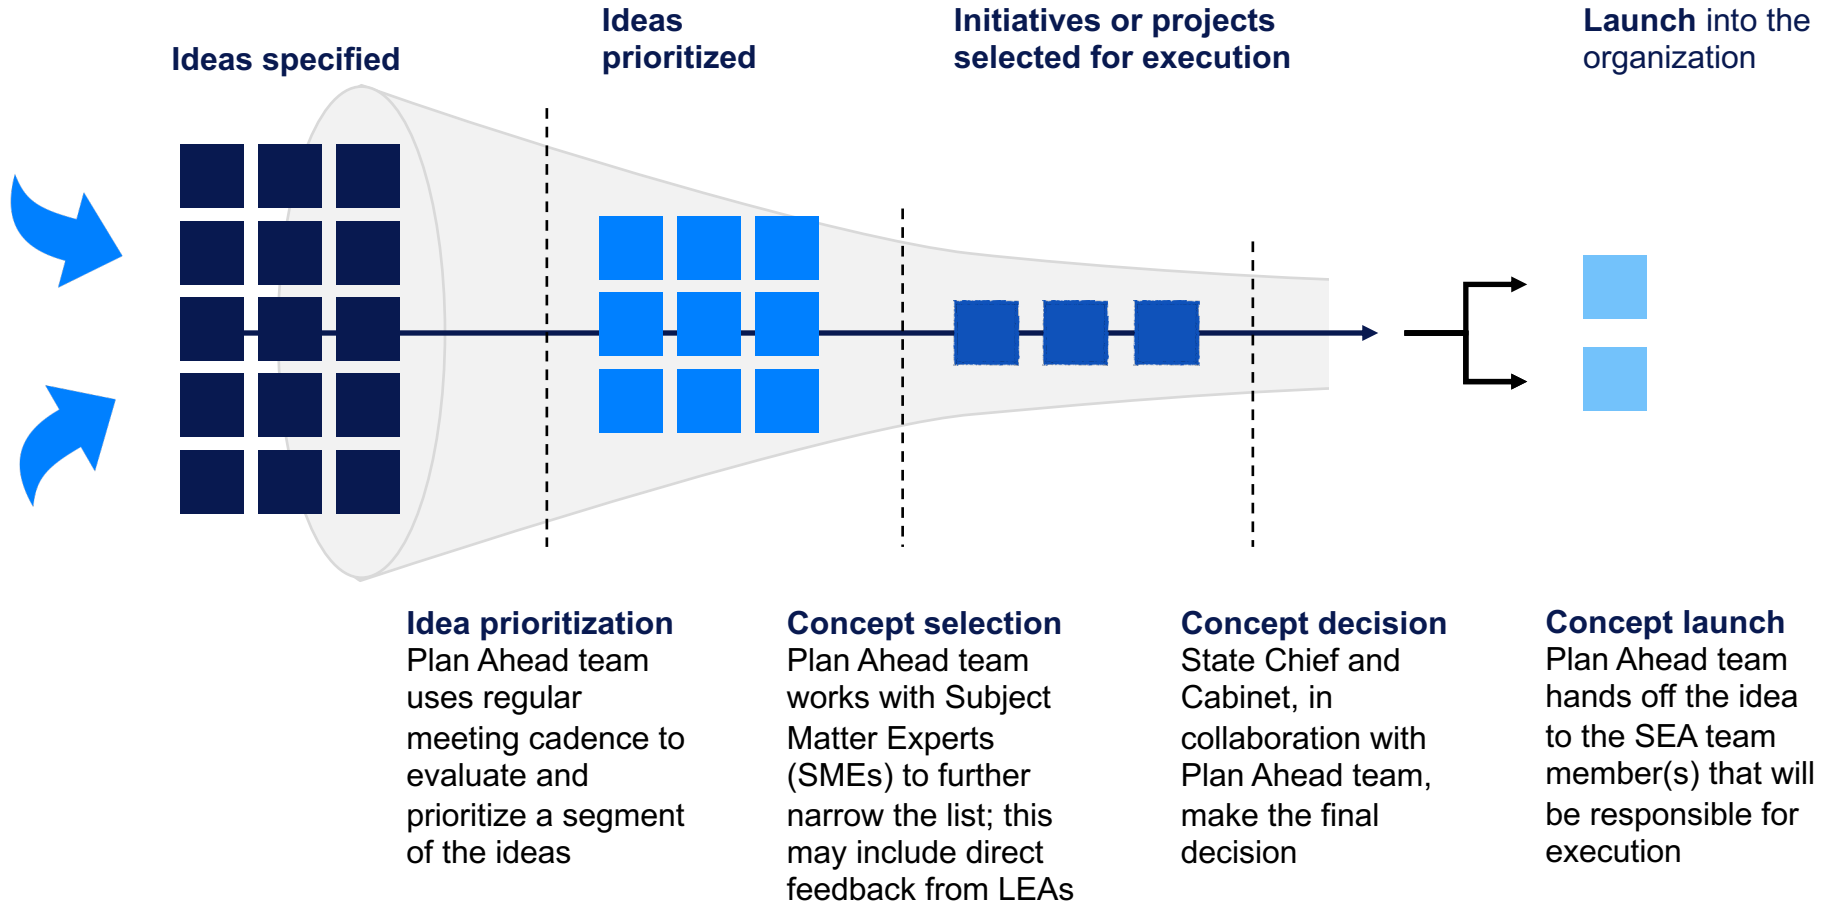 Ideas specified
Ideas
prioritized
Initiatives or projects
selected for execution
Launch into the
organization
Idea prioritization
Plan Ahead team
uses regular
meeting cadence to
evaluate and
prioritize a segment
of the ideas
Concept selection
Plan Ahead team
works with Subject
Matter Experts
(SMEs) to further
narrow the list; this
may include direct
feedback from LEAs
Concept decision
State Chief and
Cabinet, in
collaboration with
Plan Ahead team,
make the final
decision
Concept launch
Plan Ahead team
hands off the idea
to the SEA team
member(s) that will
be responsible for
execution